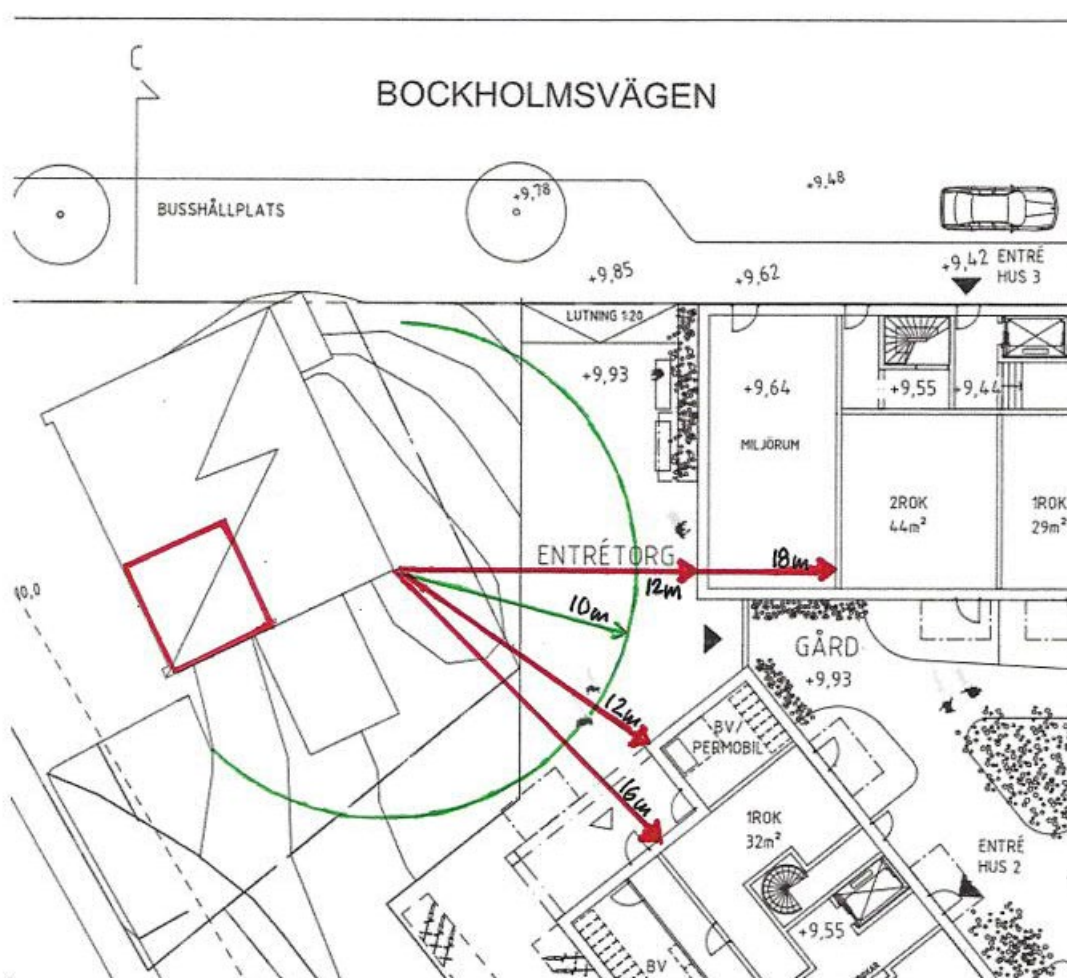 C
BOCKHOLMSVÄGEN
BUSSHÅLLPLATS
+9,78
+9,48
+9,85
+9,62
+9,42
ENTRÉ
HUS 3
LUTNING 1:20
+9,93
+9,64
+9,55
+9,44
MILJÖRUM
2ROK
44m²
1ROK
29m²
ENTRÉTORG
18m
12m
10m
GÅRD
+9,93
12m
16m
BV/
PERMOBIL
1ROK
32m²
ENTRÉ
HUS 2
+9,55
BV